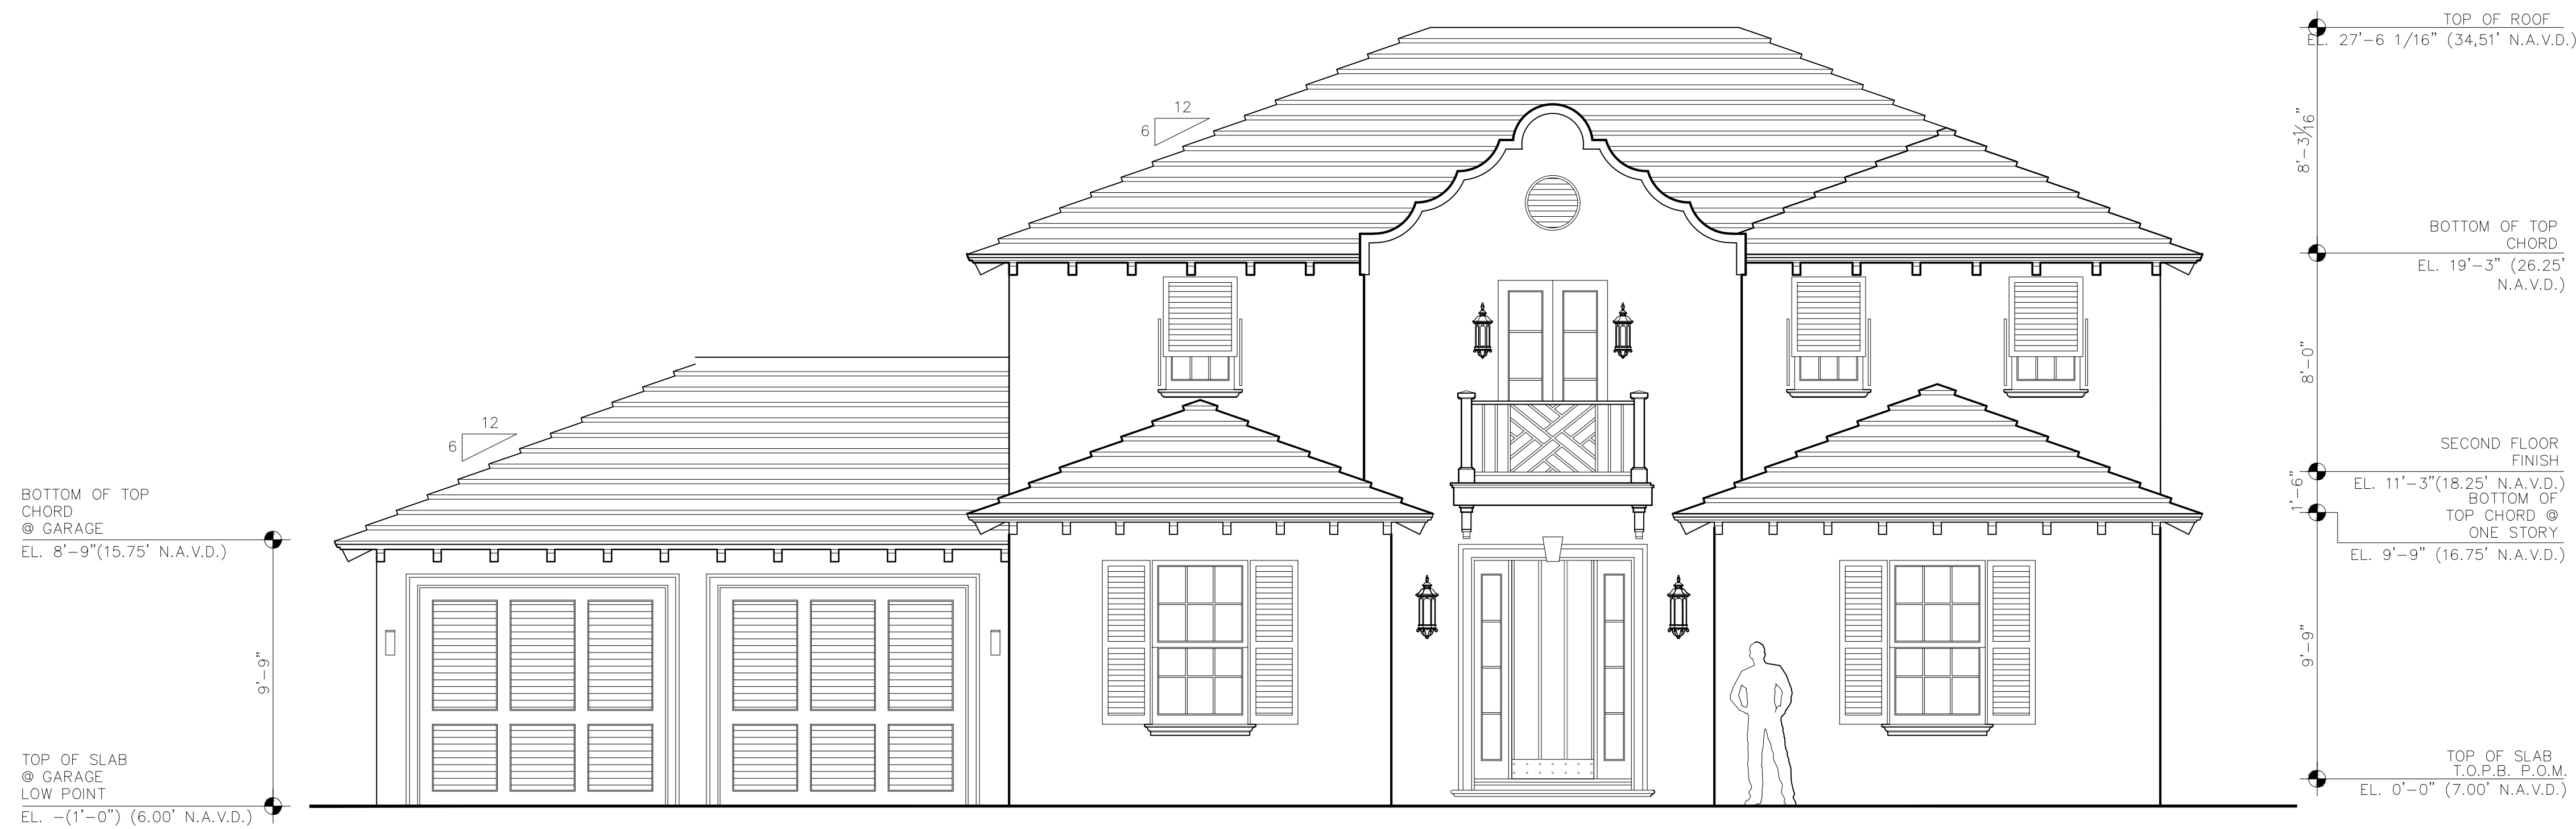 TOP OF ROOF
EL. 27'-6 1/16" (34,51' N.A.V.D.)
12
6
8'-3 1/16"
BOTTOM OF TOP
CHORD
EL. 19'-3" (26.25'
N.A.V.D.)
8'-0"
12
6
SECOND FLOOR
FINISH
EL. 11'-3"(18.25' N.A.V.D.)
1'-6"
BOTTOM OF
TOP CHORD @
ONE STORY
EL. 9'-9" (16.75' N.A.V.D.)
BOTTOM OF TOP
CHORD
@ GARAGE
EL. 8'-9"(15.75' N.A.V.D.)
9'-9"
9'-9"
TOP OF SLAB
@ GARAGE
LOW POINT
EL. -(1'-0") (6.00' N.A.V.D.)
TOP OF SLAB
T.O.P.B. P.O.M.
EL. 0'-0" (7.00' N.A.V.D.)